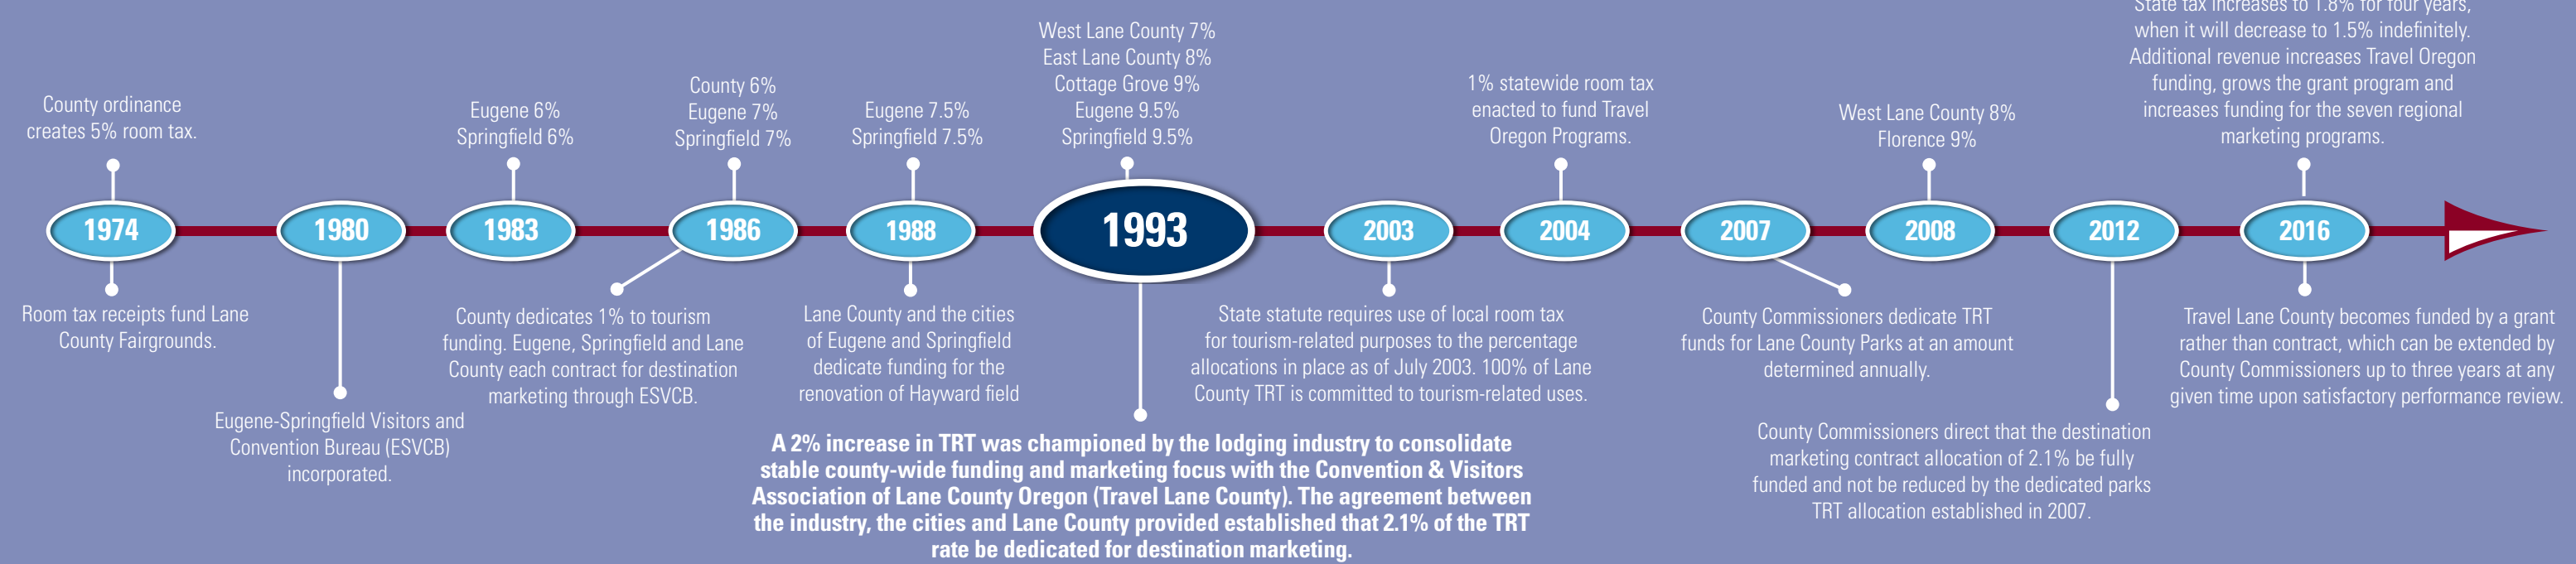 County ordinance
creates 5% room tax.
1974
Room tax receipts fund Lane
County Fairgrounds.
1980
Eugene-Springfield Visitors and
Convention Bureau (ESVCB)
incorporated.
Eugene 6%
Springfield 6%
1983
County 6%
Eugene 7%
Springfield 7%
1986
County dedicates 1% to tourism
funding. Eugene, Springfield and Lane
County each contract for destination
marketing through ESVCB.
Eugene 7.5%
Springfield 7.5%
1988
Lane County and the cities
of Eugene and Springfield
dedicate funding for the
renovation of Hayward field
West Lane County 7%
East Lane County 8%
Cottage Grove 9%
Eugene 9.5%
Springfield 9.5%
1993
A 2% increase in TRT was championed by the lodging industry to consolidate
stable county-wide funding and marketing focus with the Convention & Visitors
Association of Lane County Oregon (Travel Lane County). The agreement between
the industry, the cities and Lane County provided established that 2.1% of the TRT
rate be dedicated for destination marketing.
2003
State statute requires use of local room tax
for tourism-related purposes to the percentage
allocations in place as of July 2003. 100% of Lane
County TRT is committed to tourism-related uses.
1% statewide room tax
enacted to fund Travel
Oregon Programs.
2004
2007
County Commissioners dedicate TRT
funds for Lane County Parks at an amount
determined annually.
West Lane County 8%
Florence 9%
2008
2012
County Commissioners direct that the destination
marketing contract allocation of 2.1% be fully
funded and not be reduced by the dedicated parks
TRT allocation established in 2007.
State tax increases to 1.8% for four years,
when it will decrease to 1.5% indefinitely.
Additional revenue increases Travel Oregon
funding, grows the grant program and
increases funding for the seven regional
marketing programs.
2016
Travel Lane County becomes funded by a grant
rather than contract, which can be extended by
County Commissioners up to three years at any
given time upon satisfactory performance review.